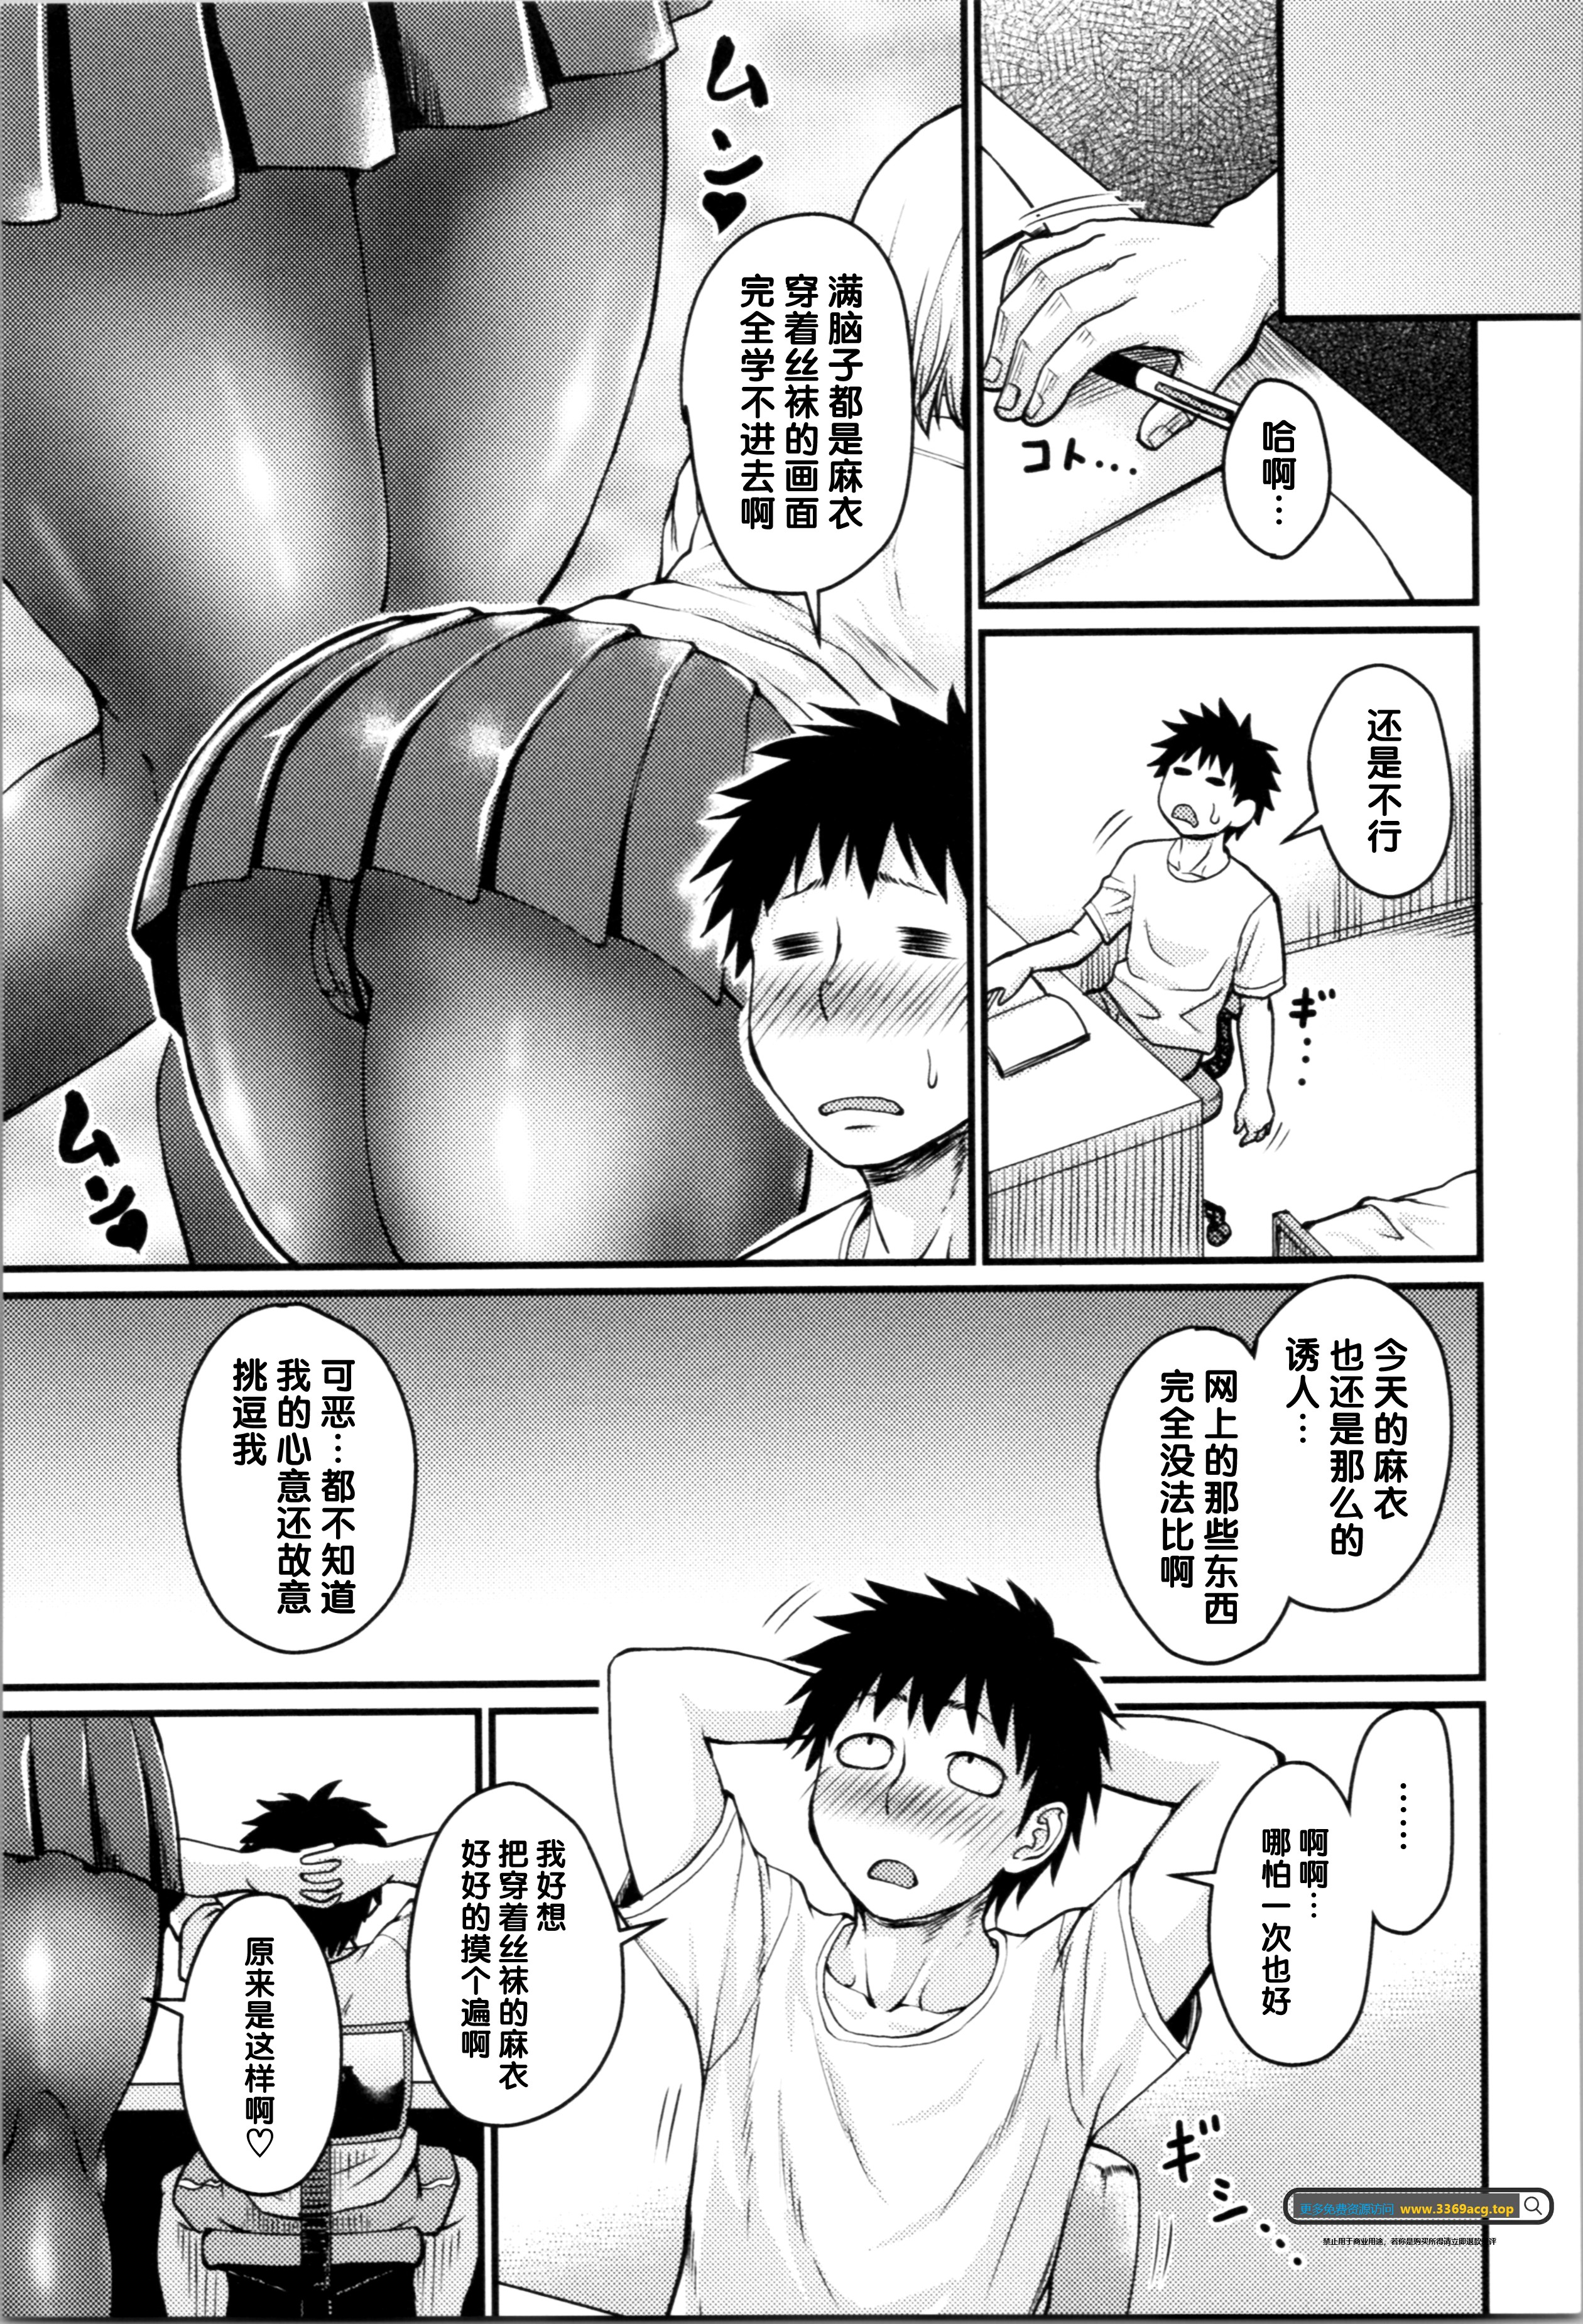 哈啊…
コト…
还是不行
ギ…
满脑子都是麻衣
穿着丝袜的画面
完全学不进去啊
ムン♥
ムン♥
今天的麻衣
也还是那么的
诱人…
网上的那些东西
完全没法比啊
可恶…都不知道
我的心意还故意
挑逗我
……
啊啊…
哪怕一次也好
我好想
把穿着丝袜的麻衣
好好的摸个遍啊
ギシ…
原来是这样啊♡
更多免费资源访问 www.3369acg.top